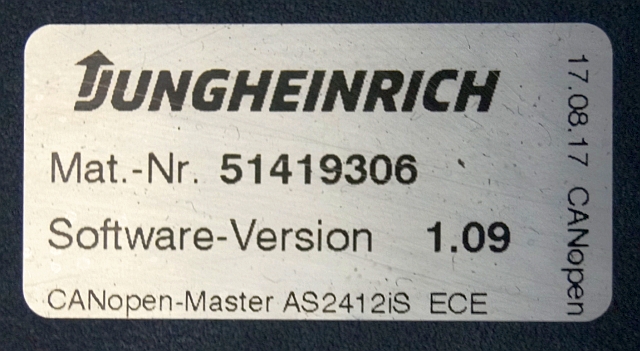 JUNGHEINRICH
Mat.-Nr. 51419306
Software-Version 1.09
CANopen-Master AS2412iS ECE
17.08.17 CANopen